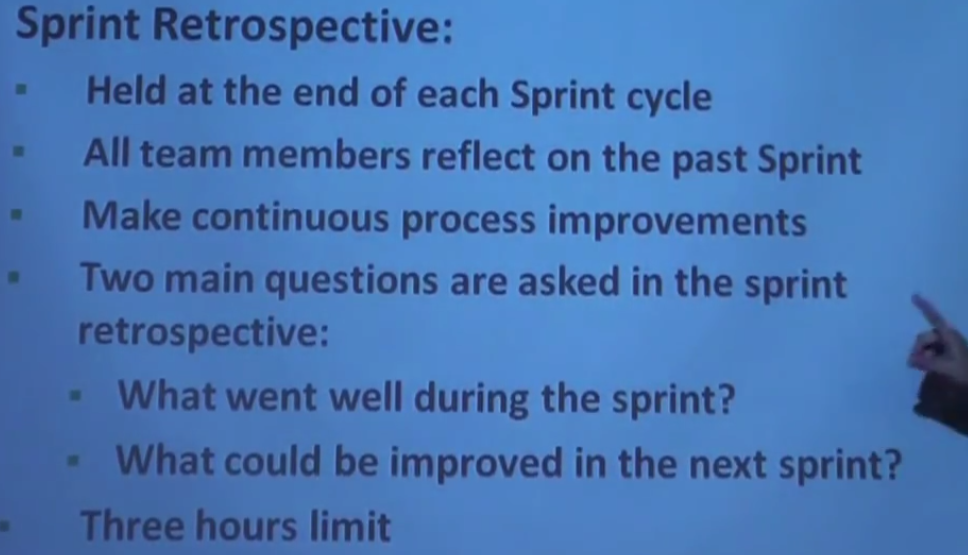 Sprint Retrospective:
Held at the end of each Sprint cycle
All team members reflect on the past Sprint
Make continuous process improvements
Two main questions are asked in the sprint
retrospective:
What went well during the sprint?
What could be improved in the next sprint?
Three hours limit